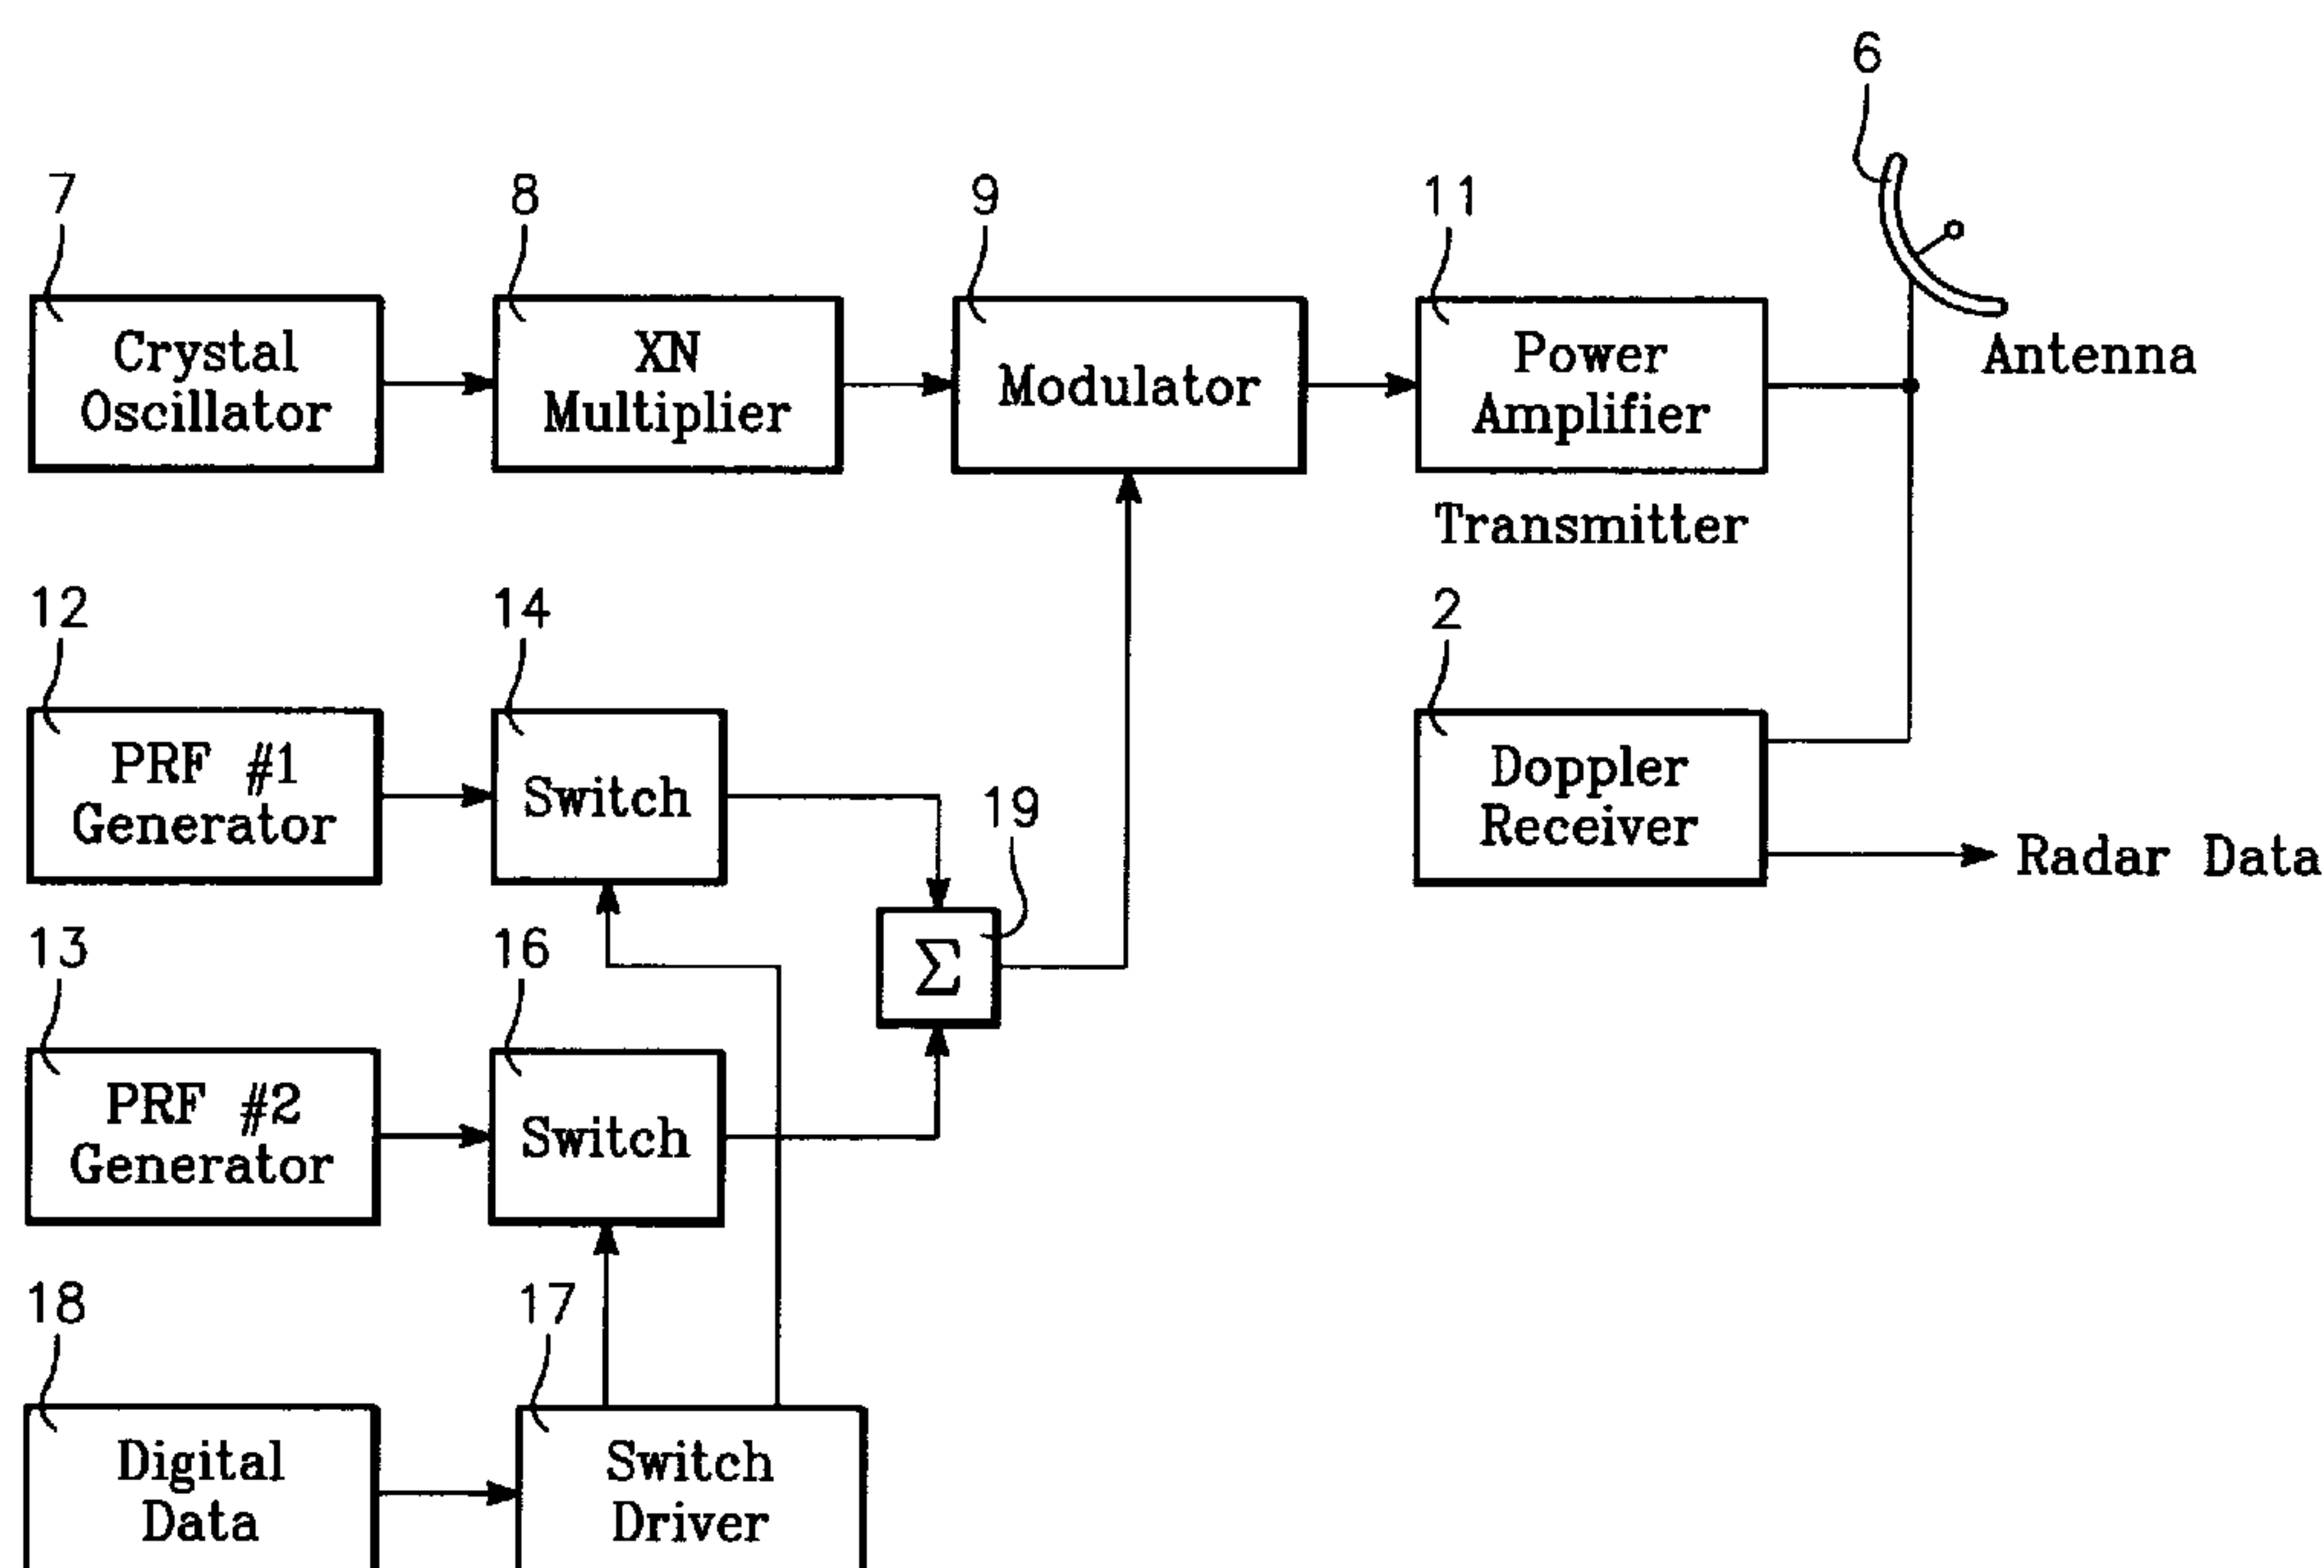 6
7
8
9
11
Crystal
Oscillator
XN
Multiplier
Modulator
Power
Amplifier
Antenna
Transmitter
12
14
2
PRF #1
Generator
Switch
19
Doppler
Receiver
Radar Data
Σ
13
16
PRF #2
Generator
Switch
18
17
Digital
Data
Switch
Driver